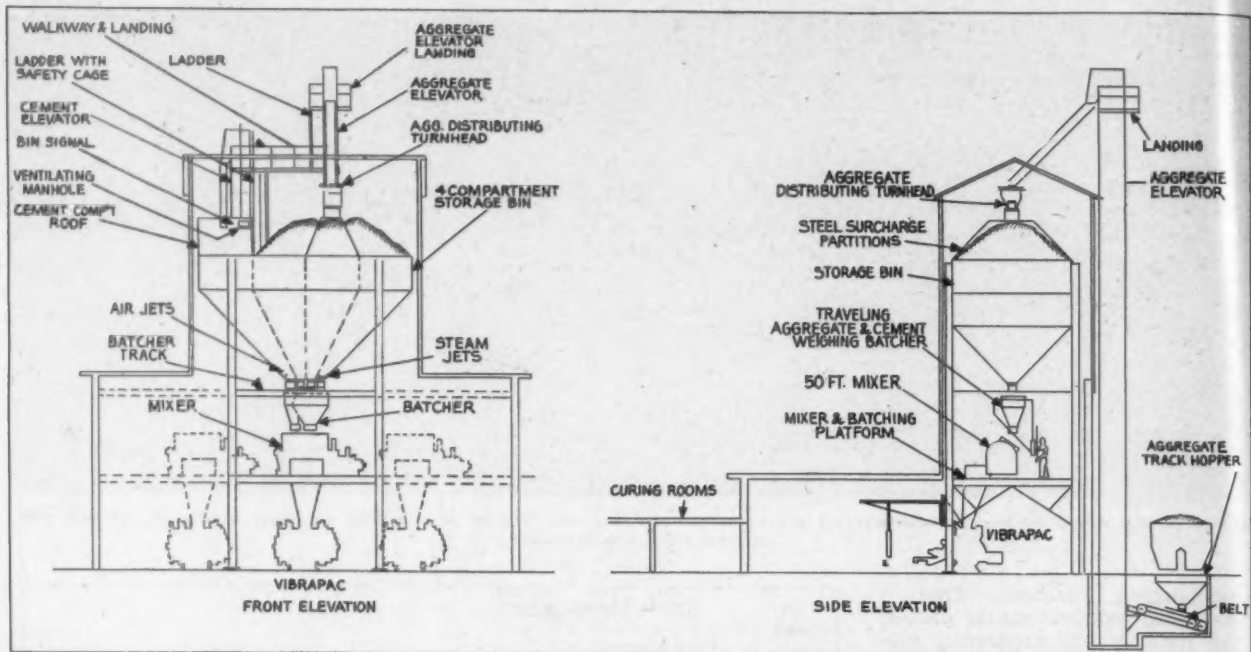 WALKWAY & LANDING
LADDER WITH
SAFETY CAGE
LADDER
AGGREGATE
ELEVATOR
LANDING
CEMENT
ELEVATOR
AGGREGATE
ELEVATOR
BIN SIGNAL
AGG. DISTRIBUTING
TURNHEAD
VENTILATING
MANHOLE
CEMENT COMP'T
ROOF
4 COMPARTMENT
STORAGE BIN
AIR JETS
BATCHER
TRACK
STEAM
JETS
MIXER
BATCHER
VIBRAPAC
FRONT ELEVATION
LANDING
AGGREGATE
ELEVATOR
AGGREGATE
DISTRIBUTING TURNHEAD
STEEL SURCHARGE
PARTITIONS
STORAGE BIN
TRAVELING
AGGREGATE & CEMENT
WEIGHING BATCHER
50 FT. MIXER
MIXER & BATCHING
PLATFORM
AGGREGATE
TRACK HOPPER
CURING ROOMS
VIBRAPAC
SIDE ELEVATION
BELT